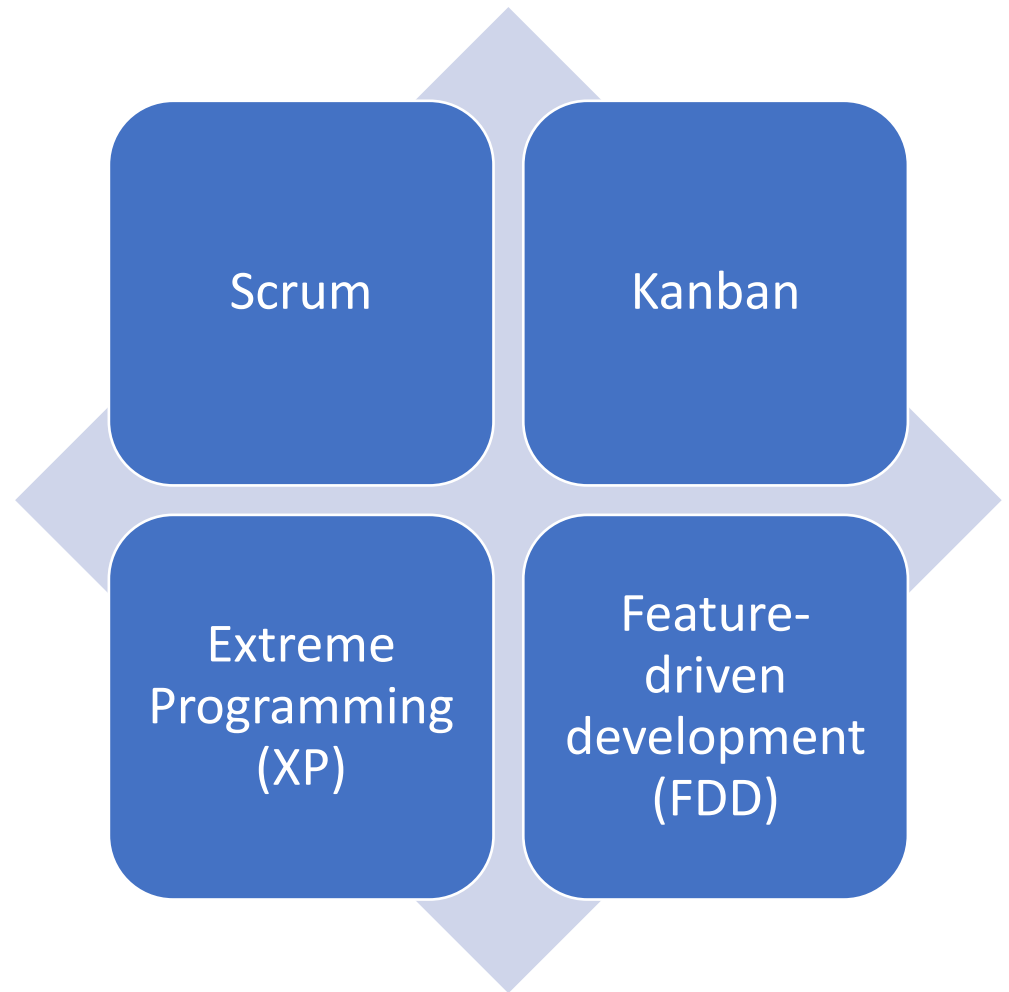 Scrum
Kanban
Extreme
Programming
(XP)
Feature-
driven
development
(FDD)